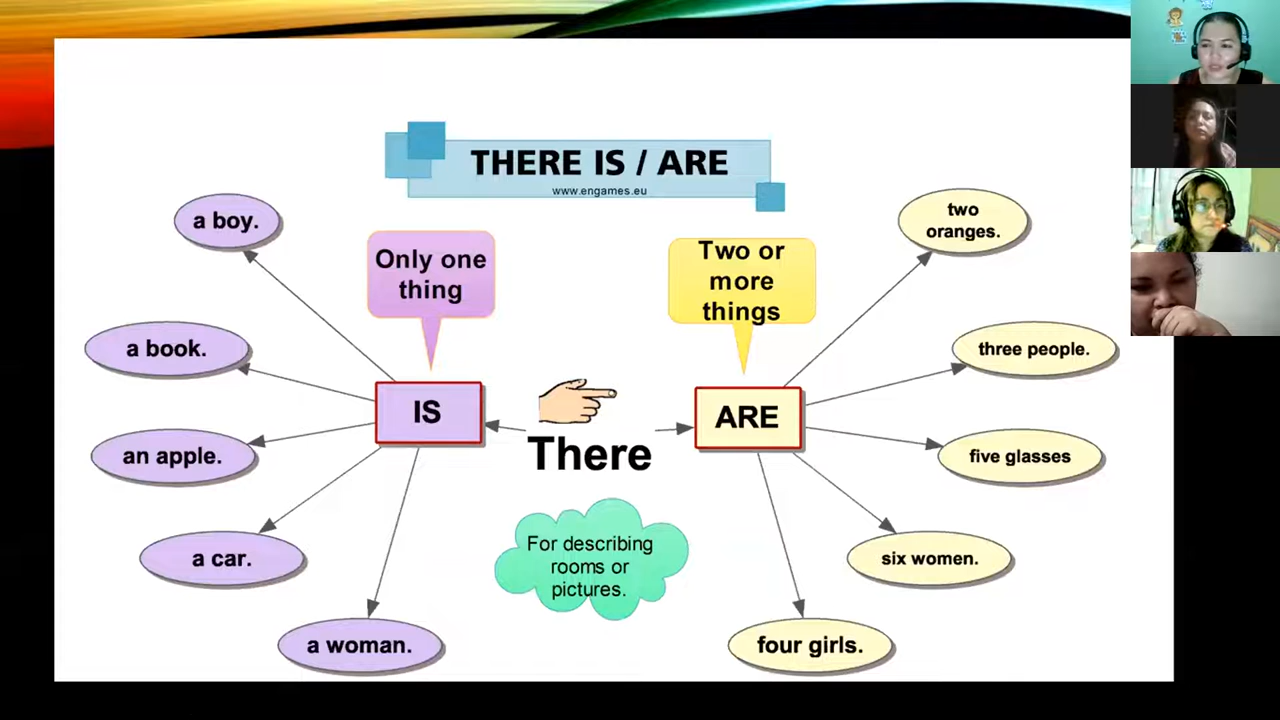 THERE IS / ARE
www.engames.eu
a boy.
a book.
an apple.
a car.
a woman.
Only one
thing
IS
There
For describing
rooms or
pictures.
Two or
more
things
ARE
two
oranges.
three people.
five glasses
six women.
four girls.